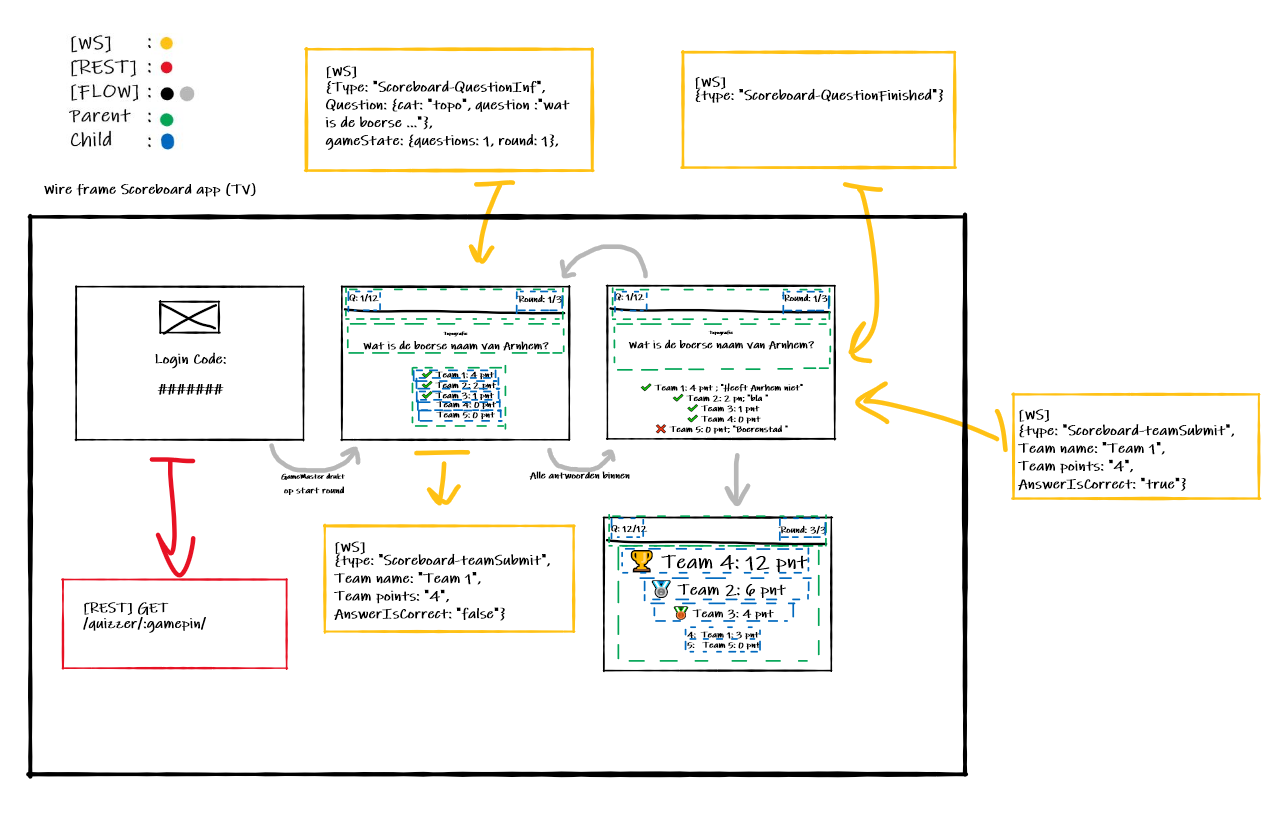 [WS] :
[REST] :
[FLOW] :
Parent :
Child :
Wire frame Scoreboard app (TV)
[WS]
{Type: "Scoreboard-QuestionInf",
Question: {cat: "topo", question :"wat
is de boerse ..."},
gameState: {questions: 1, round: 1},
[WS]
{type: "Scoreboard-QuestionFinished"}
Login Code:
#######
Q: 1/12
Round: 1/3
Topografie
Wat is de boerse naam van Arnhem?
Team 1: 4 pnt
Team 2: 2 pnt
Team 3: 1 pnt
Team 4: 0 pnt
Team 5: 0 pnt
Q: 1/12
Round: 1/3
Topografie
Wat is de boerse naam van Arnhem?
Team 1: 4 pnt ; "Heeft Anrhem niet"
Team 2: 2 pn; "bla "
Team 3: 1 pnt
Team 4: 0 pnt
Team 5: 0 pnt; "Boerenstad "
GameMaster drukt
op start round
Alle antwoorden binnen
[WS]
{type: "Scoreboard-teamSubmit",
Team name: "Team 1",
Team points: "4",
AnswerIsCorrect: "true"}
[REST] GET
/quizzer/:gamepin/
[WS]
{type: "Scoreboard-teamSubmit",
Team name: "Team 1",
Team points: "4",
AnswerIsCorrect: "false"}
Q: 12/12
Round: 3/3
Team 4: 12 pnt
Team 2: 6 pnt
Team 3: 4 pnt
4: Team 1: 3 pnt
5: Team 5: 0 pnt